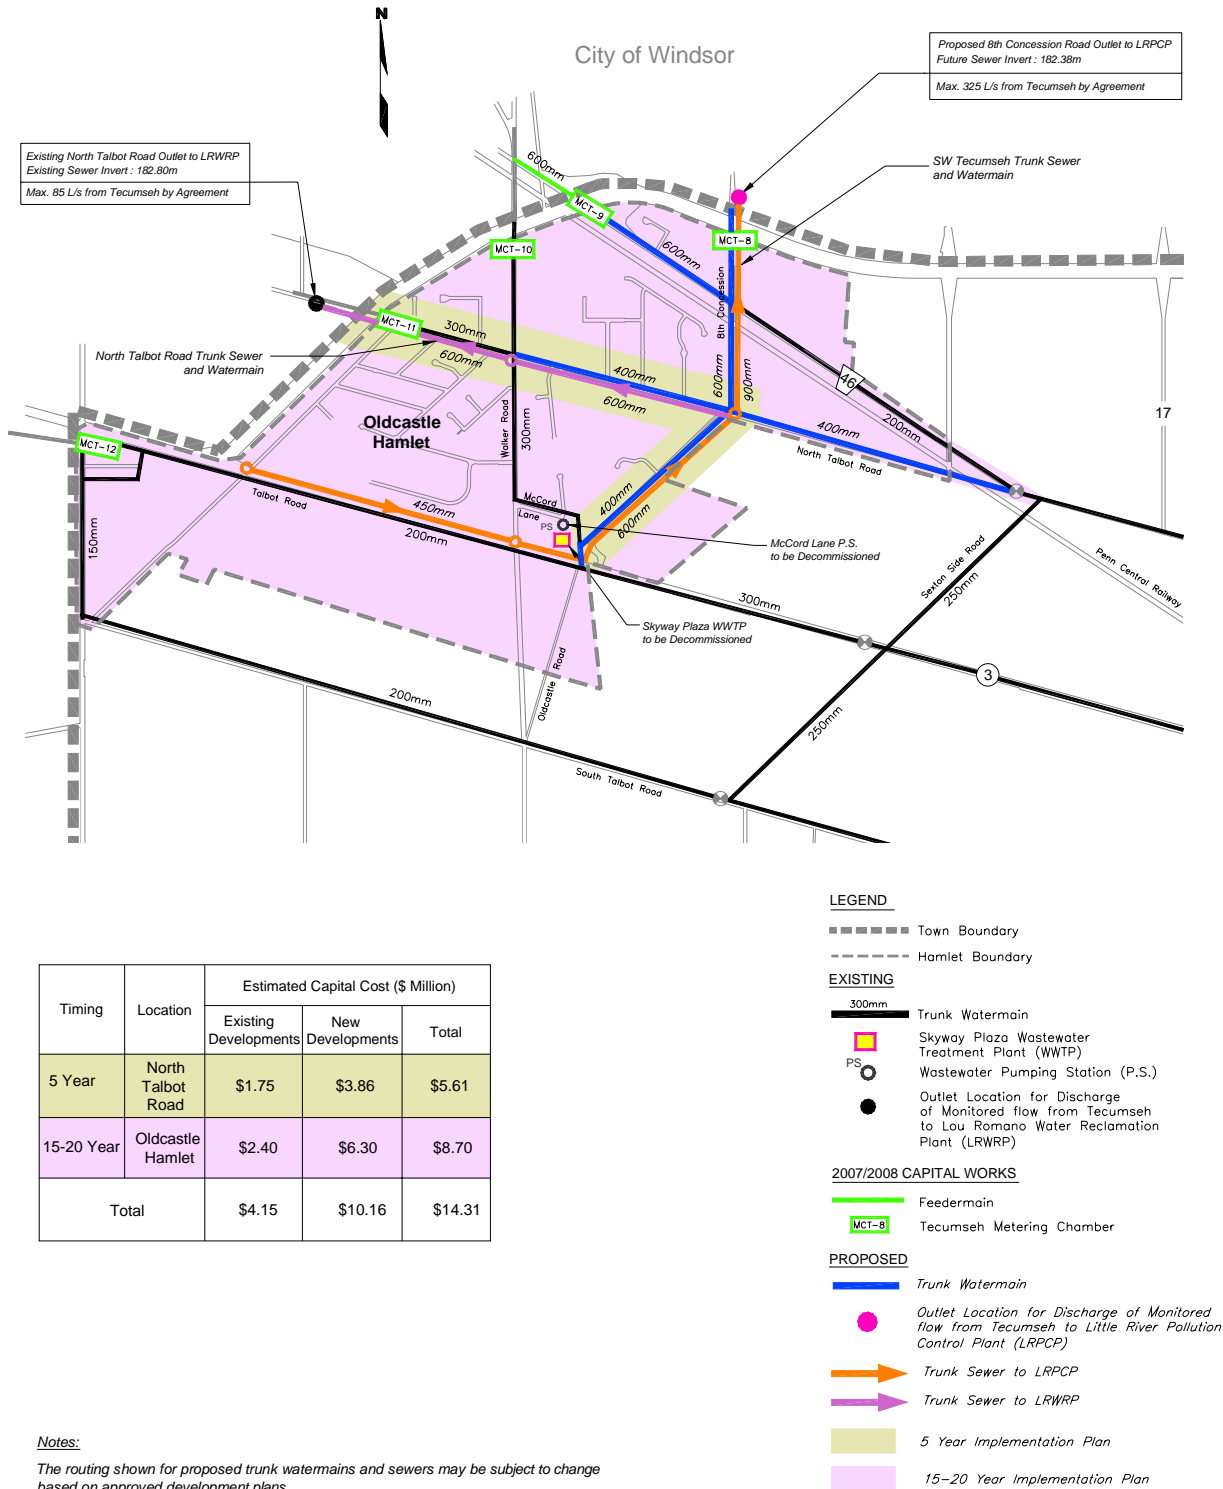 N
City of Windsor
Proposed 8th Concession Road Outlet to LRPCP
Future Sewer Invert : 182.38m
Max. 325 L/s from Tecumseh by Agreement
Existing North Talbot Road Outlet to LRWRP
Existing Sewer Invert : 182.80m
Max. 85 L/s from Tecumseh by Agreement
SW Tecumseh Trunk Sewer
and Watermain
600mm
MCT-9
MCT-10
MCT-8
600mm
8th Concession
MCT-11
300mm
600mm
North Talbot Road Trunk Sewer
and Watermain
400mm
600mm
600mm
900mm
46
200mm
17
Oldcastle
Hamlet
Walker Road
300mm
400mm
North Talbot Road
MCT-12
Talbot Road
450mm
200mm
150mm
McCord
Lane
PS
400mm
600mm
McCord Lane P.S.
to be Decommissioned
Skyway Plaza WWTP
to be Decommissioned
300mm
Sexton Side Road
250mm
Penn Central Railway
3
200mm
Oldcastle Road
250mm
South Talbot Road
LEGEND
Town Boundary
Hamlet Boundary
EXISTING
300mm
Trunk Watermain
Skyway Plaza Wastewater
Treatment Plant (WWTP)
PS
Wastewater Pumping Station (P.S.)
Outlet Location for Discharge
of Monitored flow from Tecumseh
to Lou Romano Water Reclamation
Plant (LRWRP)
2007/2008 CAPITAL WORKS
Feedermain
MCT-8
Tecumseh Metering Chamber
PROPOSED
Trunk Watermain
Outlet Location for Discharge of Monitored
flow from Tecumseh to Little River Pollution
Control Plant (LRPCP)
Trunk Sewer to LRPCP
Trunk Sewer to LRWRP
5 Year Implementation Plan
15-20 Year Implementation Plan
Timing
Location
Estimated Capital Cost ($ Million)
Existing
Developments
New
Developments
Total
5 Year
North
Talbot
Road
$1.75
$3.86
$5.61
15-20 Year
Oldcastle
Hamlet
$2.40
$6.30
$8.70
Total
$4.15
$10.16
$14.31
Notes:
The routing shown for proposed trunk watermains and sewers may be subject to change
based on approved development plans